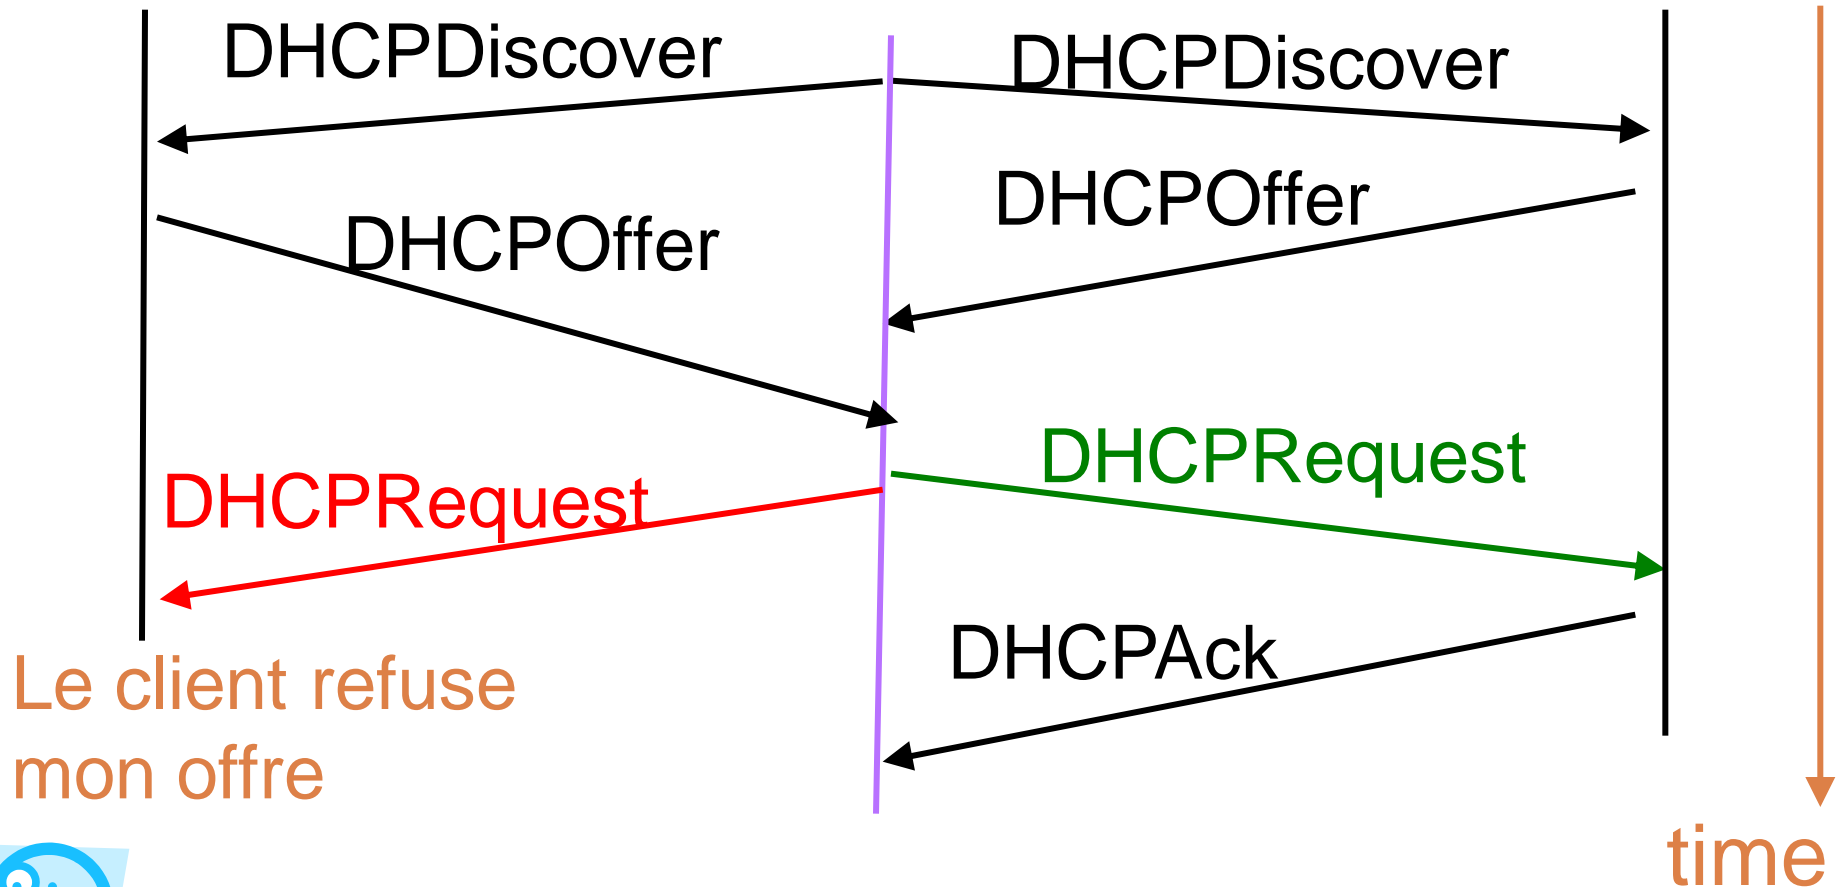 DHCPDiscover
DHCPDiscover
DHCPOffer
DHCPOffer
DHCPRequest
DHCPRequest
DHCPAck
Le client refuse
mon offre
time